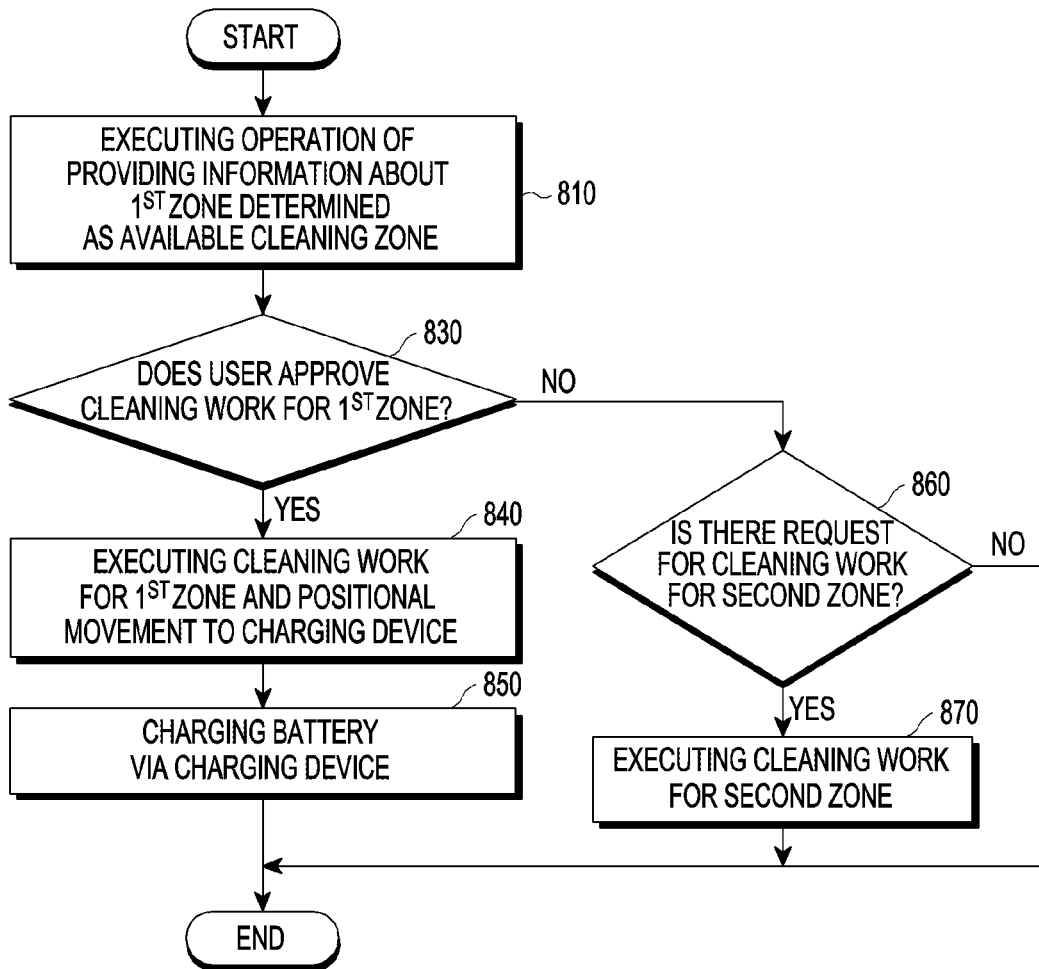 START
EXECUTING OPERATION OF
PROVIDING INFORMATION ABOUT
1ST ZONE DETERMINED
AS AVAILABLE CLEANING ZONE
810
830
DOES USER APPROVE
CLEANING WORK FOR 1ST ZONE?
NO
YES
840
EXECUTING CLEANING WORK
FOR 1ST ZONE AND POSITIONAL
MOVEMENT TO CHARGING DEVICE
850
CHARGING BATTERY
VIA CHARGING DEVICE
860
IS THERE REQUEST
FOR CLEANING WORK
FOR SECOND ZONE?
NO
YES
870
EXECUTING CLEANING WORK
FOR SECOND ZONE
END